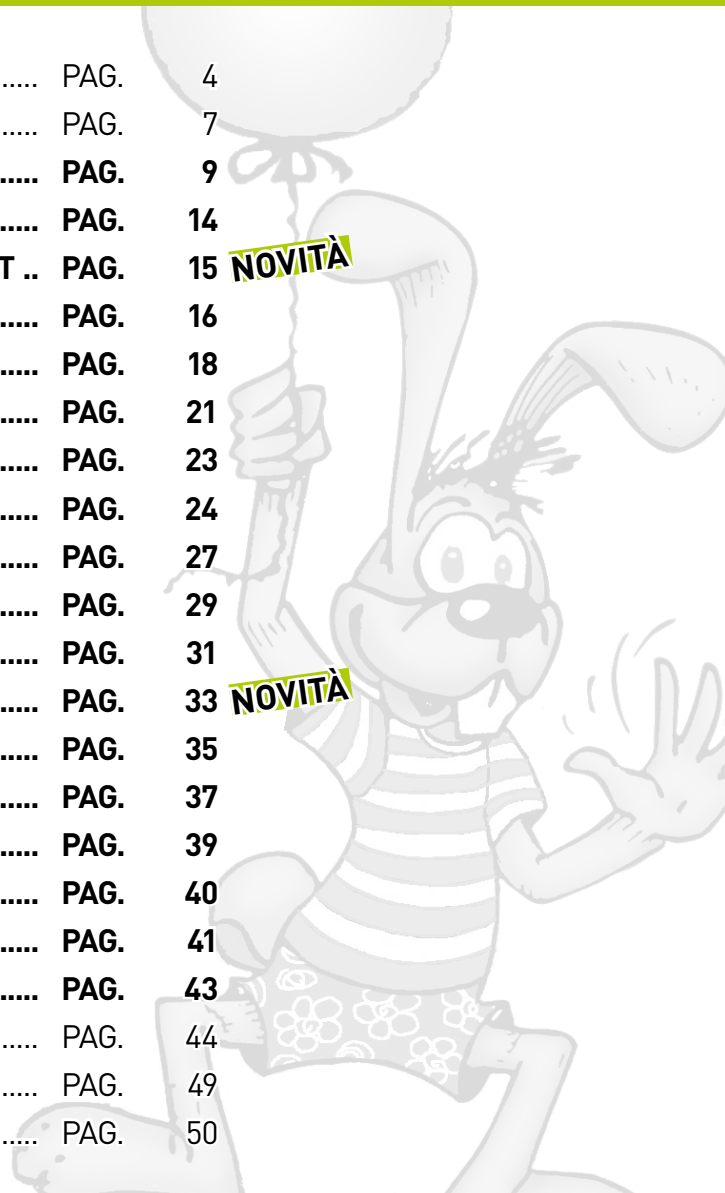 ..... PAG. 4
..... PAG. 7
..... PAG. 9
..... PAG. 14
T .. PAG. 15 NOVITÀ
..... PAG. 16
..... PAG. 18
..... PAG. 21
..... PAG. 23
..... PAG. 24
..... PAG. 27
..... PAG. 29
..... PAG. 31
..... PAG. 33 NOVITÀ
..... PAG. 35
..... PAG. 37
..... PAG. 39
..... PAG. 40
..... PAG. 41
..... PAG. 43
..... PAG. 44
..... PAG. 49
..... PAG. 50